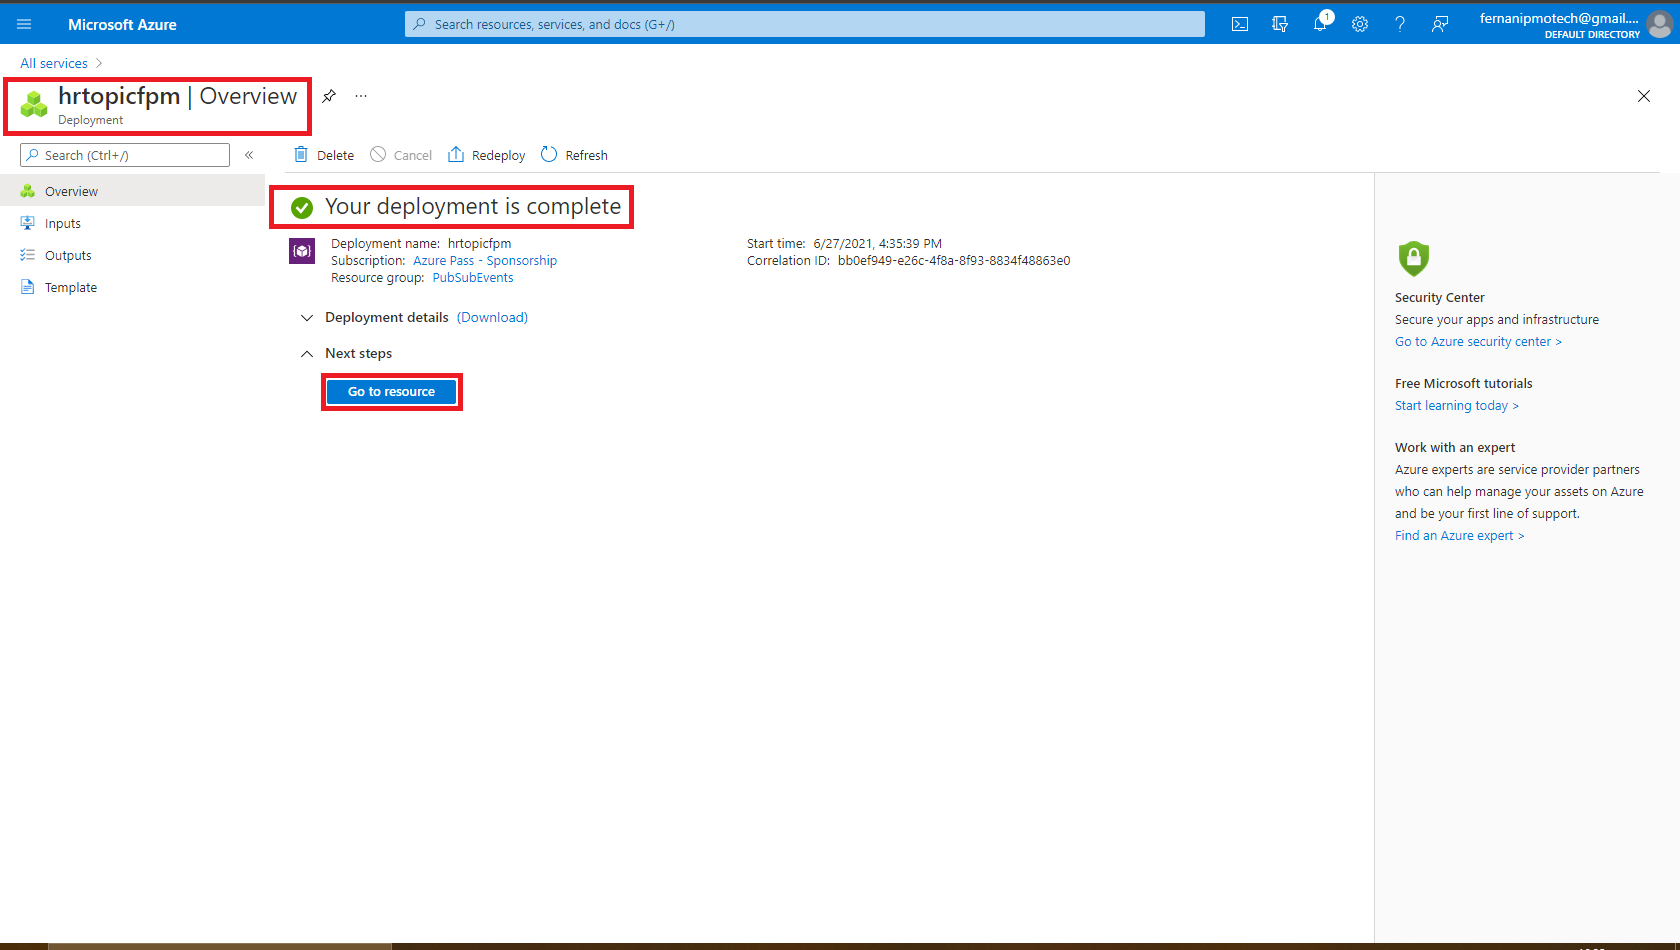 Microsoft Azure
Search resources, services, and docs (G+/)
1
fernanipmotech@gmail....
DEFAULT DIRECTORY
All services >
hrtopicfpm | Overview
...
Deployment
Search (Ctrl+/)
«
Delete
Cancel
Redeploy
Refresh
Overview
Inputs
Outputs
Template
Your deployment is complete
Deployment name: hrtopicfpm
Subscription: Azure Pass - Sponsorship
Resource group: PubSubEvents
Start time: 6/27/2021, 4:35:39 PM
Correlation ID: bb0ef949-e26c-4f8a-8f93-8834f48863e0
Deployment details (Download)
Next steps
Go to resource
Security Center
Secure your apps and infrastructure
Go to Azure security center >
Free Microsoft tutorials
Start learning today >
Work with an expert
Azure experts are service provider partners
who can help manage your assets on Azure
and be your first line of support.
Find an Azure expert >